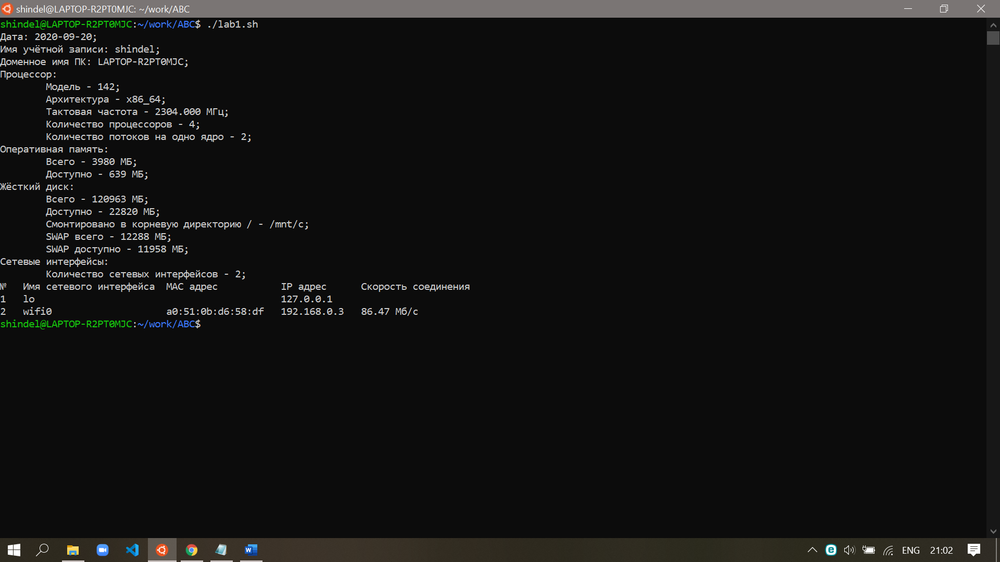 shindel@LAPTOP-R2PT0MJC: ~/work/ABC
shindel@LAPTOP-R2PT0MJC:~/work/ABC$ ./lab1.sh
Дата: 2020-09-20;
Имя учётной записи: shindel;
Доменное имя ПК: LAPTOP-R2PT0MJC;
Процессор:
Модель - 142;
Архитектура - x86_64;
Тактовая частота - 2304.000 МГц;
Количество процессоров - 4;
Количество потоков на одно ядро - 2;
Оперативная память:
Всего - 3980 МБ;
Доступно - 639 МБ;
Жёсткий диск:
Всего - 120963 МБ;
Доступно - 22820 МБ;
Смонтировано в корневую директорию / - /mnt/c;
SWAP всего - 12288 МБ;
SWAP доступно - 11958 МБ;
Сетевые интерфейсы:
Количество сетевых интерфейсов - 2;
№ Имя сетевого интерфейса MAC адрес IP адрес Скорость соединения
1 lo 127.0.0.1
2 wifi0 a0:51:0b:d6:58:df 192.168.0.3 86.47 Мб/с
shindel@LAPTOP-R2PT0MJC:~/work/ABC$
ENG 21:02